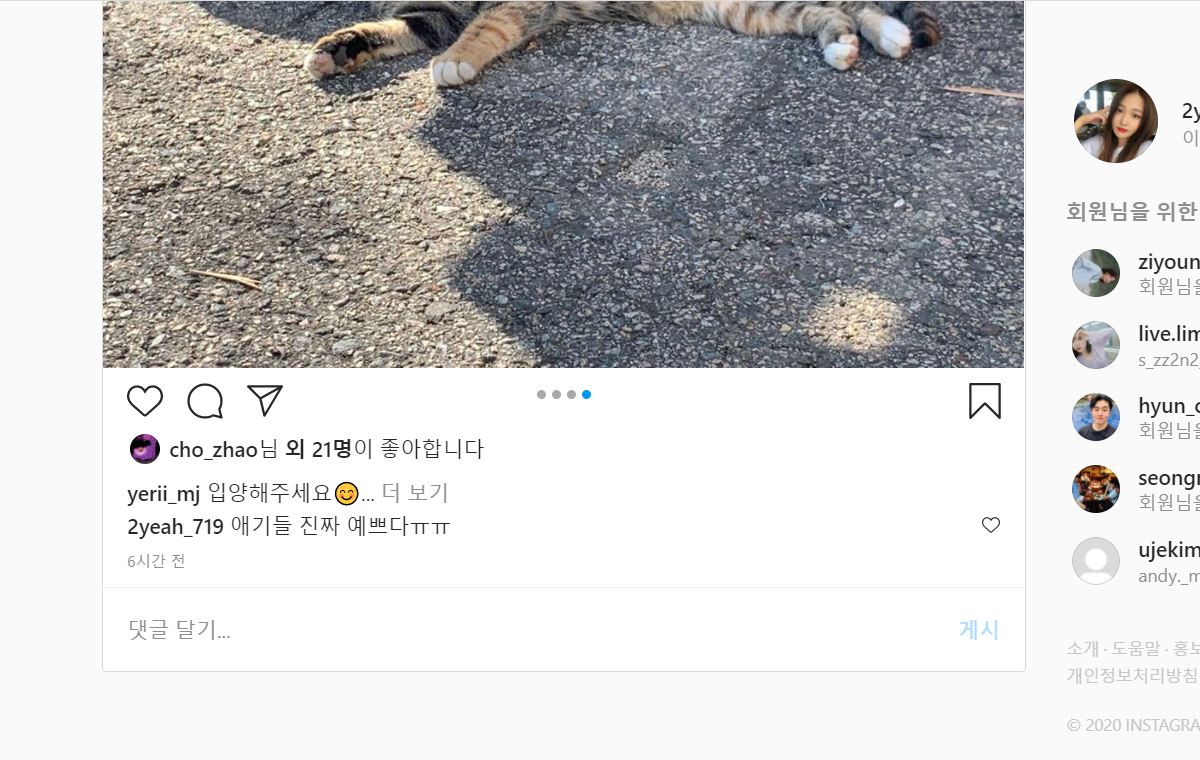 cho_zhao님 외 21명이 좋아합니다
yerii_mj 입양해주세요😊... 더 보기
2yeah_719 애기들 진짜 예쁘다ㅠㅠ
6시간 전
댓글 달기...
게시
2y
이
회원님을 위한
ziyoun
회원님을
live.lim
s_zz2n2_
hyun_
회원님을
seong
회원님을
ujekim
andy._m
소개 · 도움말 · 홍보
개인정보처리방침
© 2020 INSTAGRA